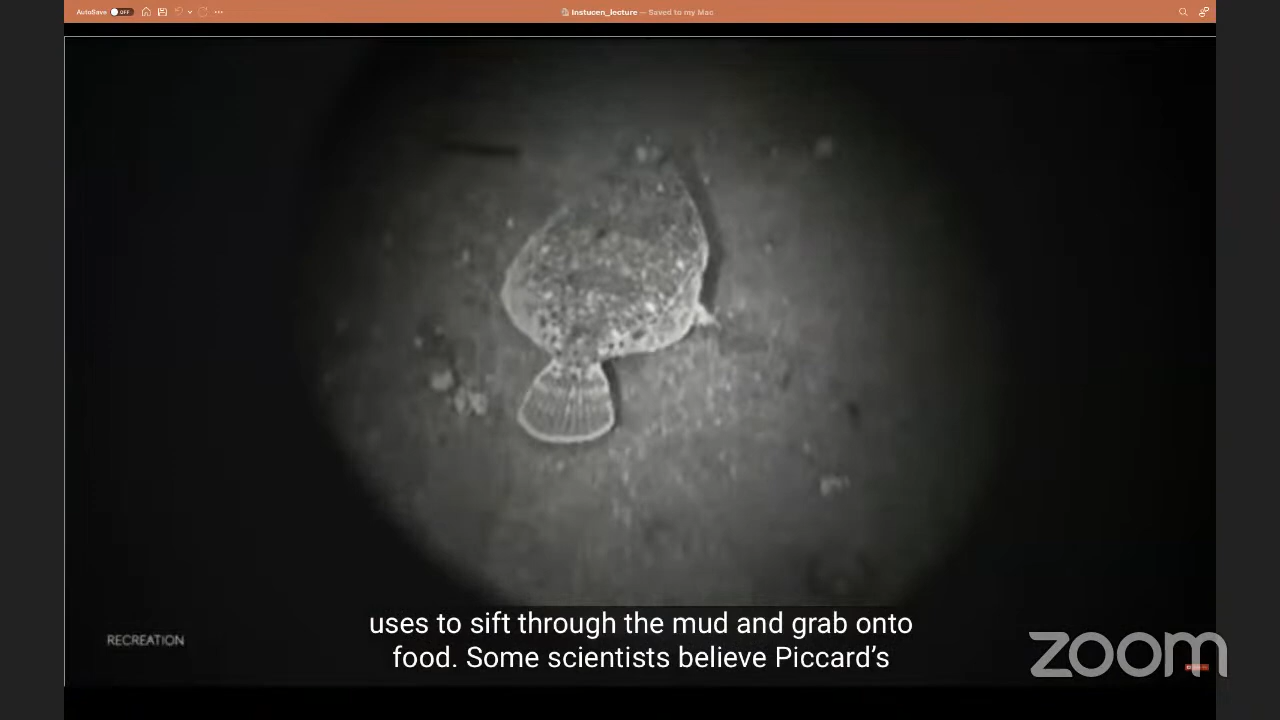 AutoSave OFF
Instucen_lecture — Saved to my Mac
RECREATION
uses to sift through the mud and grab onto
food. Some scientists believe Piccard’s
zoom